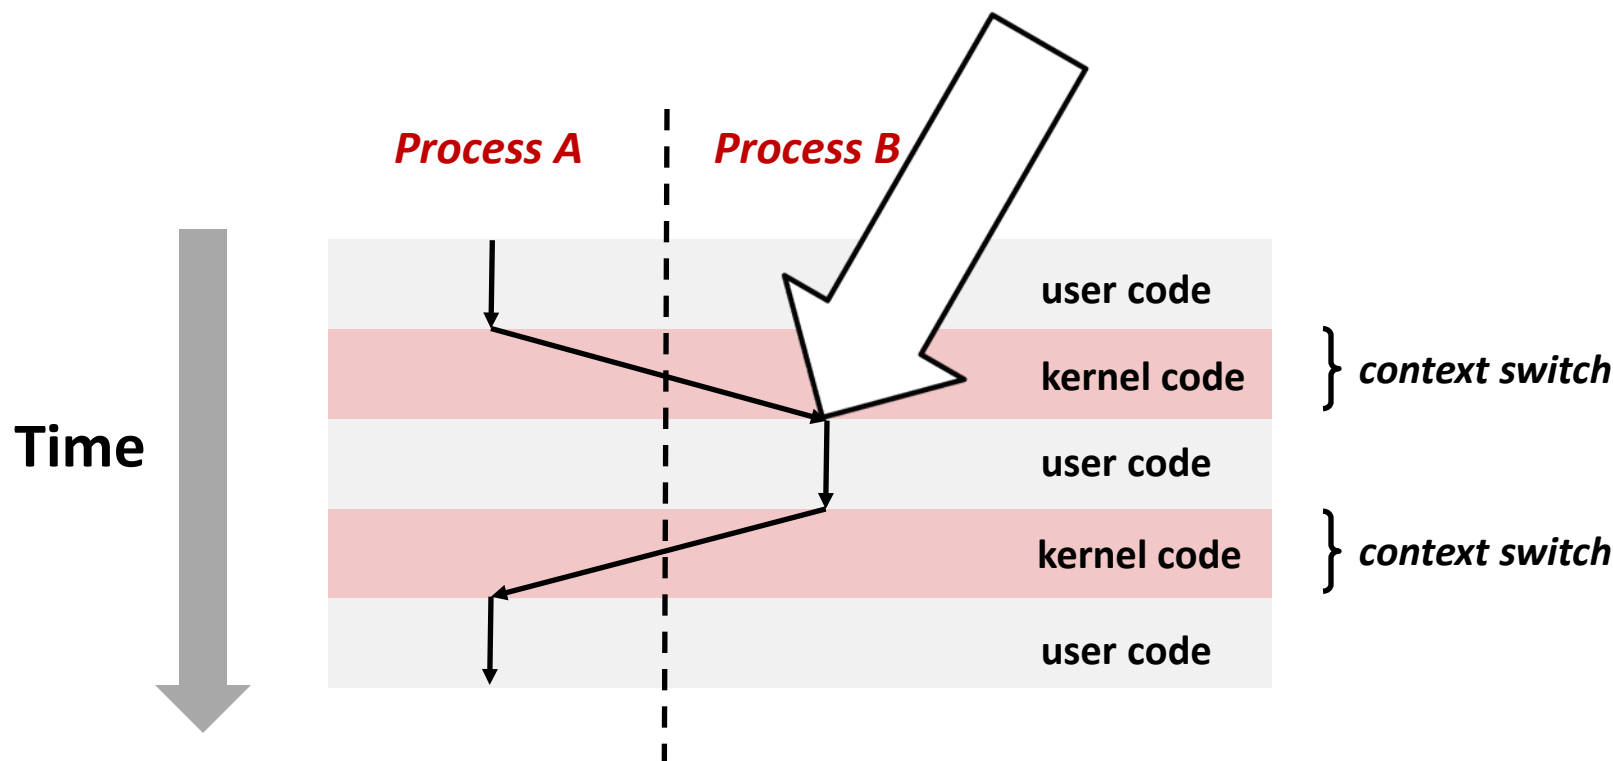 Process A
Process B
user code
kernel code
context switch
Time
user code
kernel code
context switch
user code